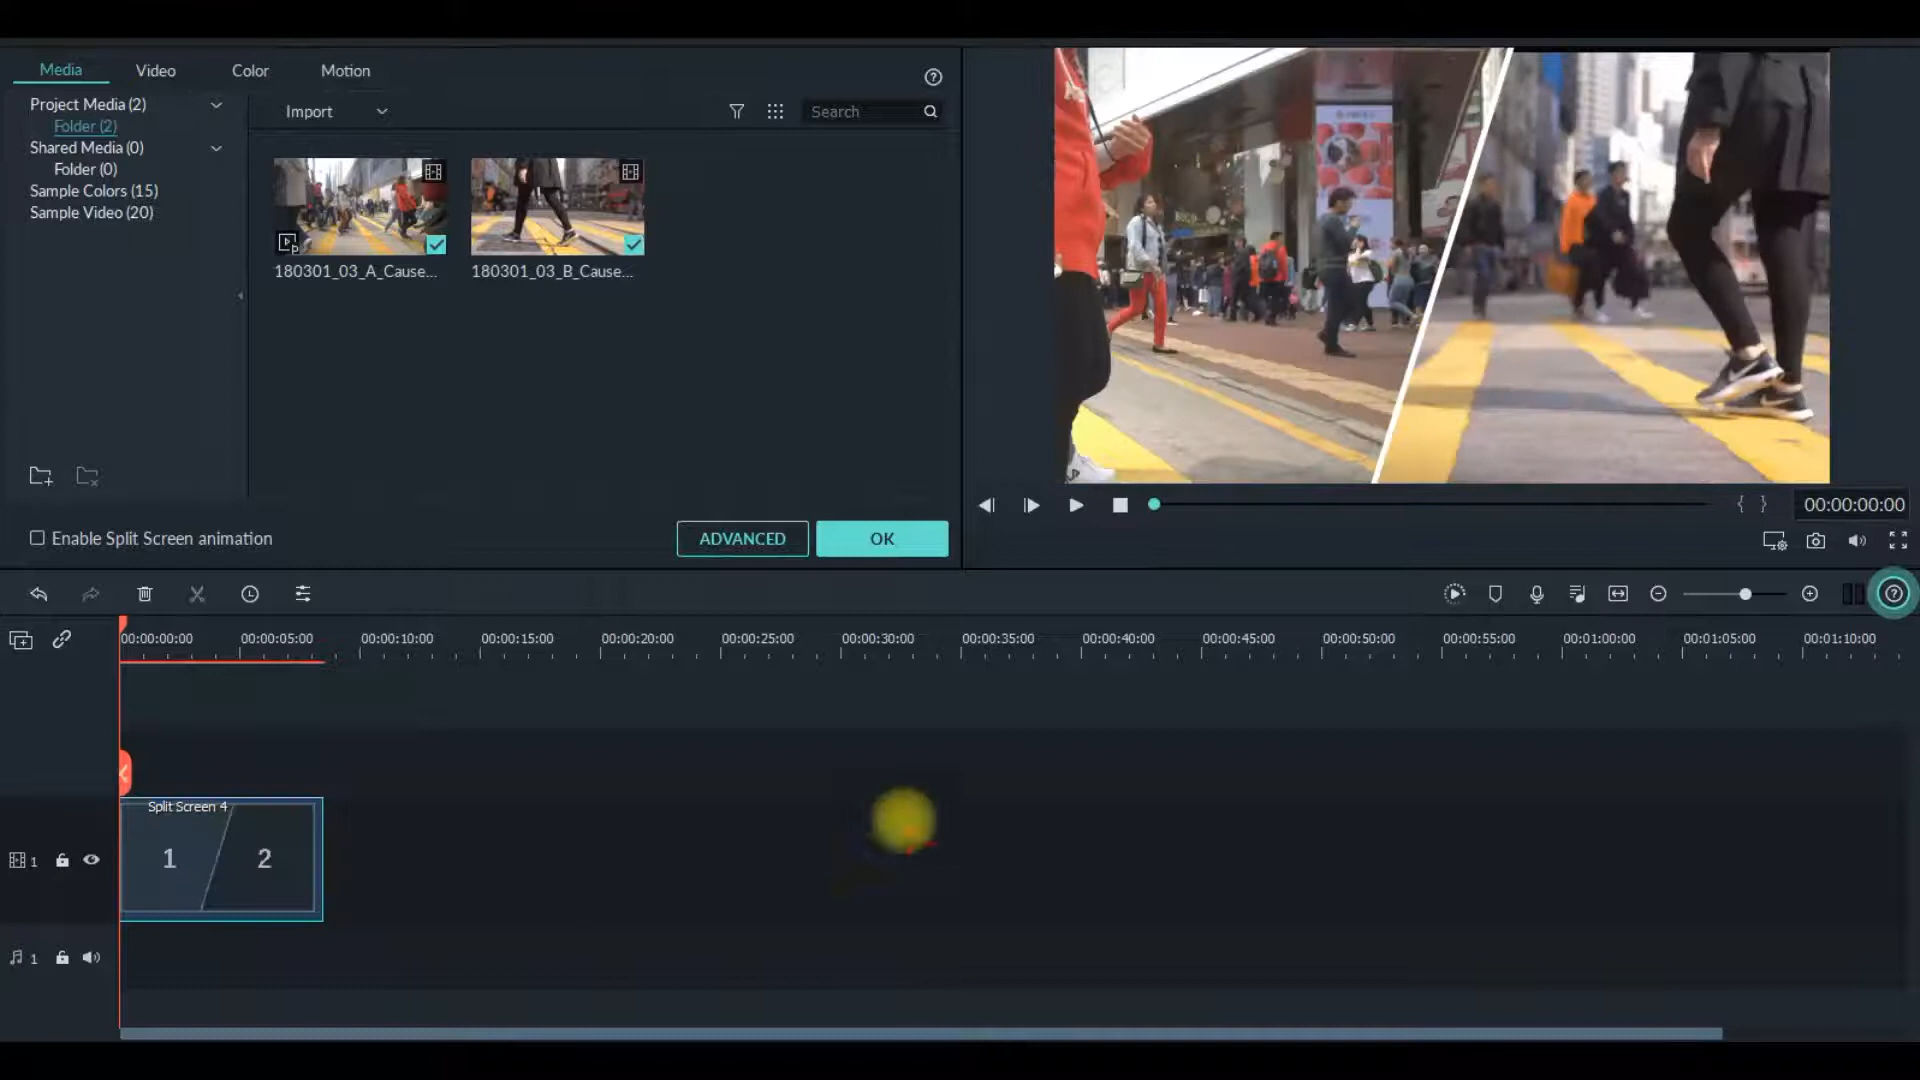 Media Video Color Motion
Project Media (2)
Folder (2)
Shared Media (0)
Folder (0)
Sample Colors (15)
Sample Video (20)
Import
Search
180301_03_A_Cause...
180301_03_B_Cause...
Enable Split Screen animation
ADVANCED
OK
{ }
00:00:00:00
00:00:00:00 00:00:05:00 00:00:10:00 00:00:15:00 00:00:20:00 00:00:25:00 00:00:30:00 00:00:35:00 00:00:40:00 00:00:45:00 00:00:50:00 00:00:55:00 00:01:00:00 00:01:05:00 00:01:10:00
Split Screen 4
1 2
1
1